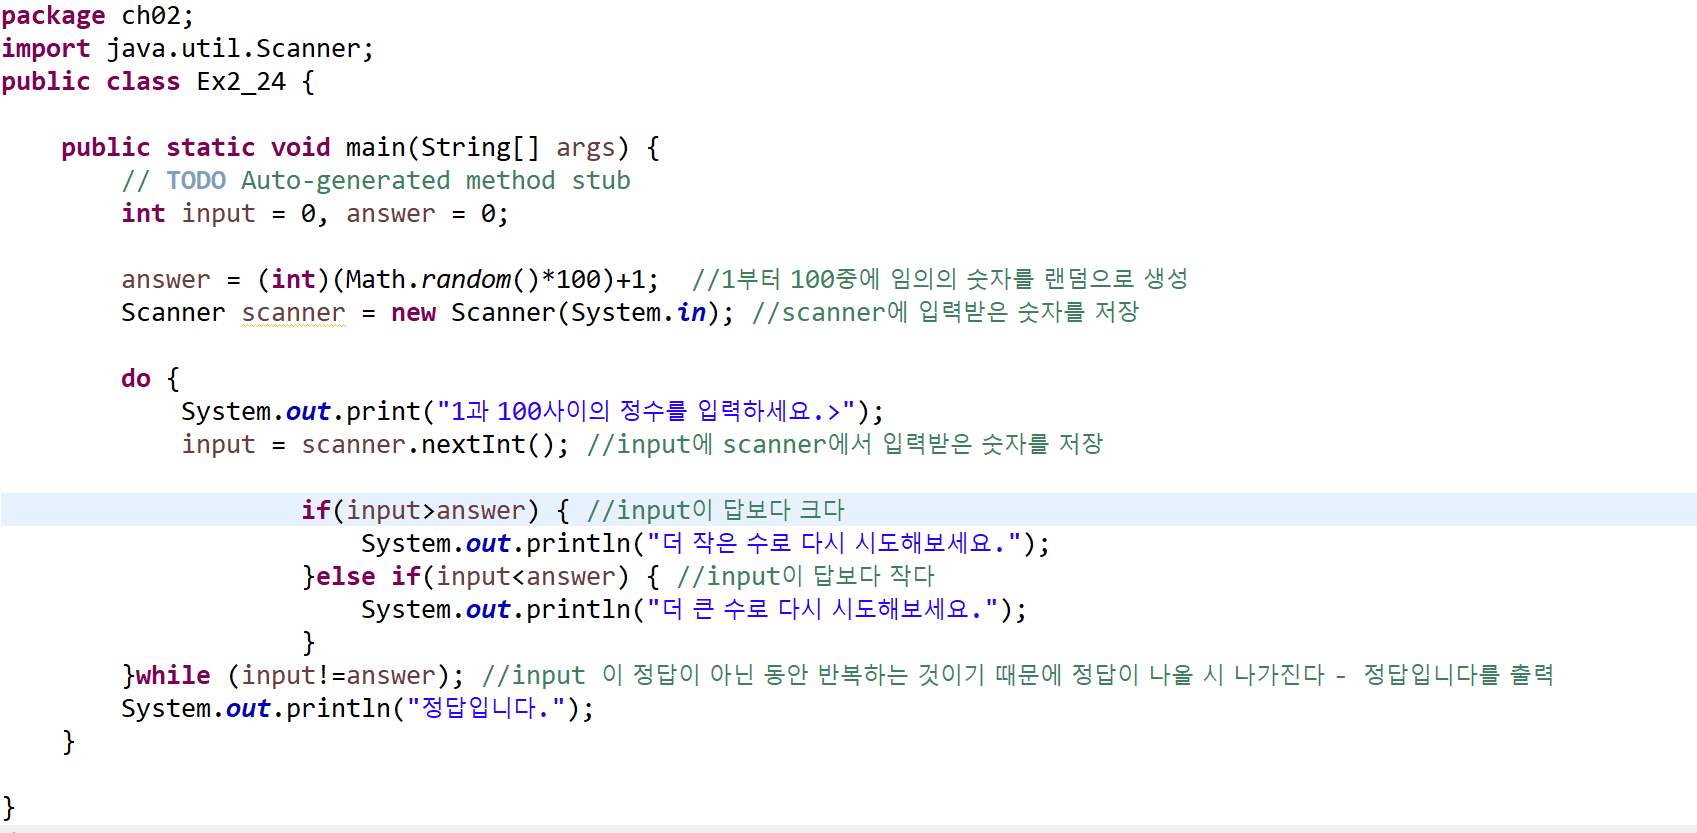 package ch02;
import java.util.Scanner;
public class Ex2_24 {
public static void main(String[] args) {
// TODO Auto-generated method stub
int input = 0, answer = 0;
answer = (int)(Math.random()*100)+1;  //1부터 100중에 임의의 숫자를 랜덤으로 생성
Scanner scanner = new Scanner(System.in); //scanner에 입력받은 숫자를 저장
do {
System.out.print("1과 100사이의 정수를 입력하세요.>");
input = scanner.nextInt(); //input에 scanner에서 입력받은 숫자를 저장
if(input>answer) { //input이 답보다 크다
System.out.println("더 작은 수로 다시 시도해보세요.");
}else if(input<answer) { //input이 답보다 작다
System.out.println("더 큰 수로 다시 시도해보세요.");
}
}while (input!=answer); //input 이 정답이 아닌 동안 반복하는 것이기 때문에 정답이 나올 시 나가진다 - 정답입니다를 출력
System.out.println("정답입니다.");
}
}